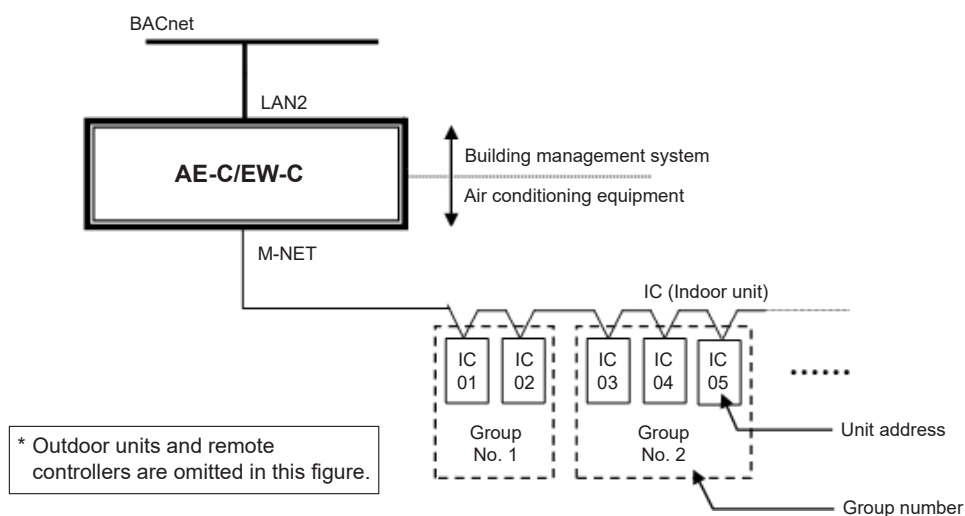 BACnet
LAN2
AE-C/EW-C
Building management system
Air conditioning equipment
M-NET
IC (Indoor unit)
IC
01
IC
02
IC
03
IC
04
IC
05
Group
No. 1
Group
No. 2
Unit address
Group number
* Outdoor units and remote
controllers are omitted in this figure.